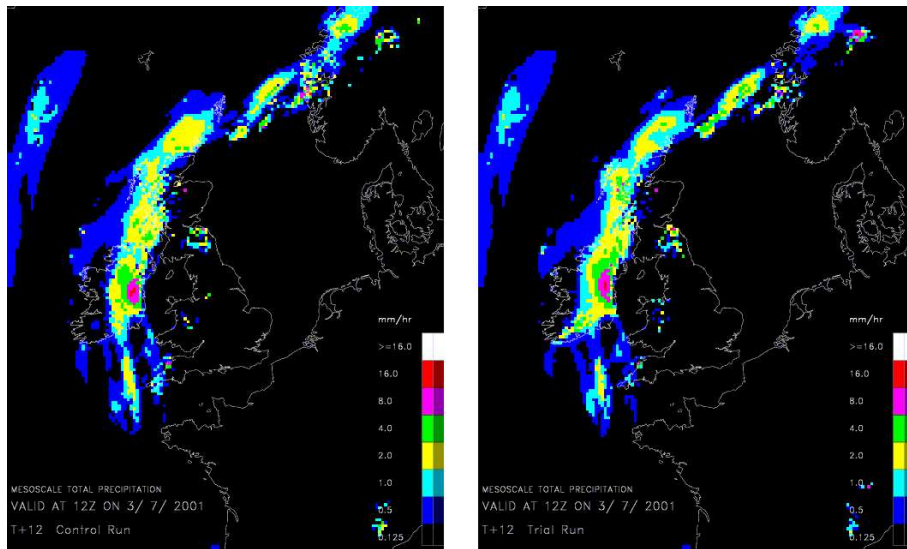 mm/hr
>=16.0
16.0
8.0
4.0
2.0
1.0
0.5
0.125
MESOSCALE TOTAL PRECIPITATION
VALID AT 12Z ON 3/ 7/ 2001
T+12 Control Run
mm/hr
>=16.0
16.0
8.0
4.0
2.0
1.0
0.5
0.125
MESOSCALE TOTAL PRECIPITATION
VALID AT 12Z ON 3/ 7/ 2001
T+12 Trial Run